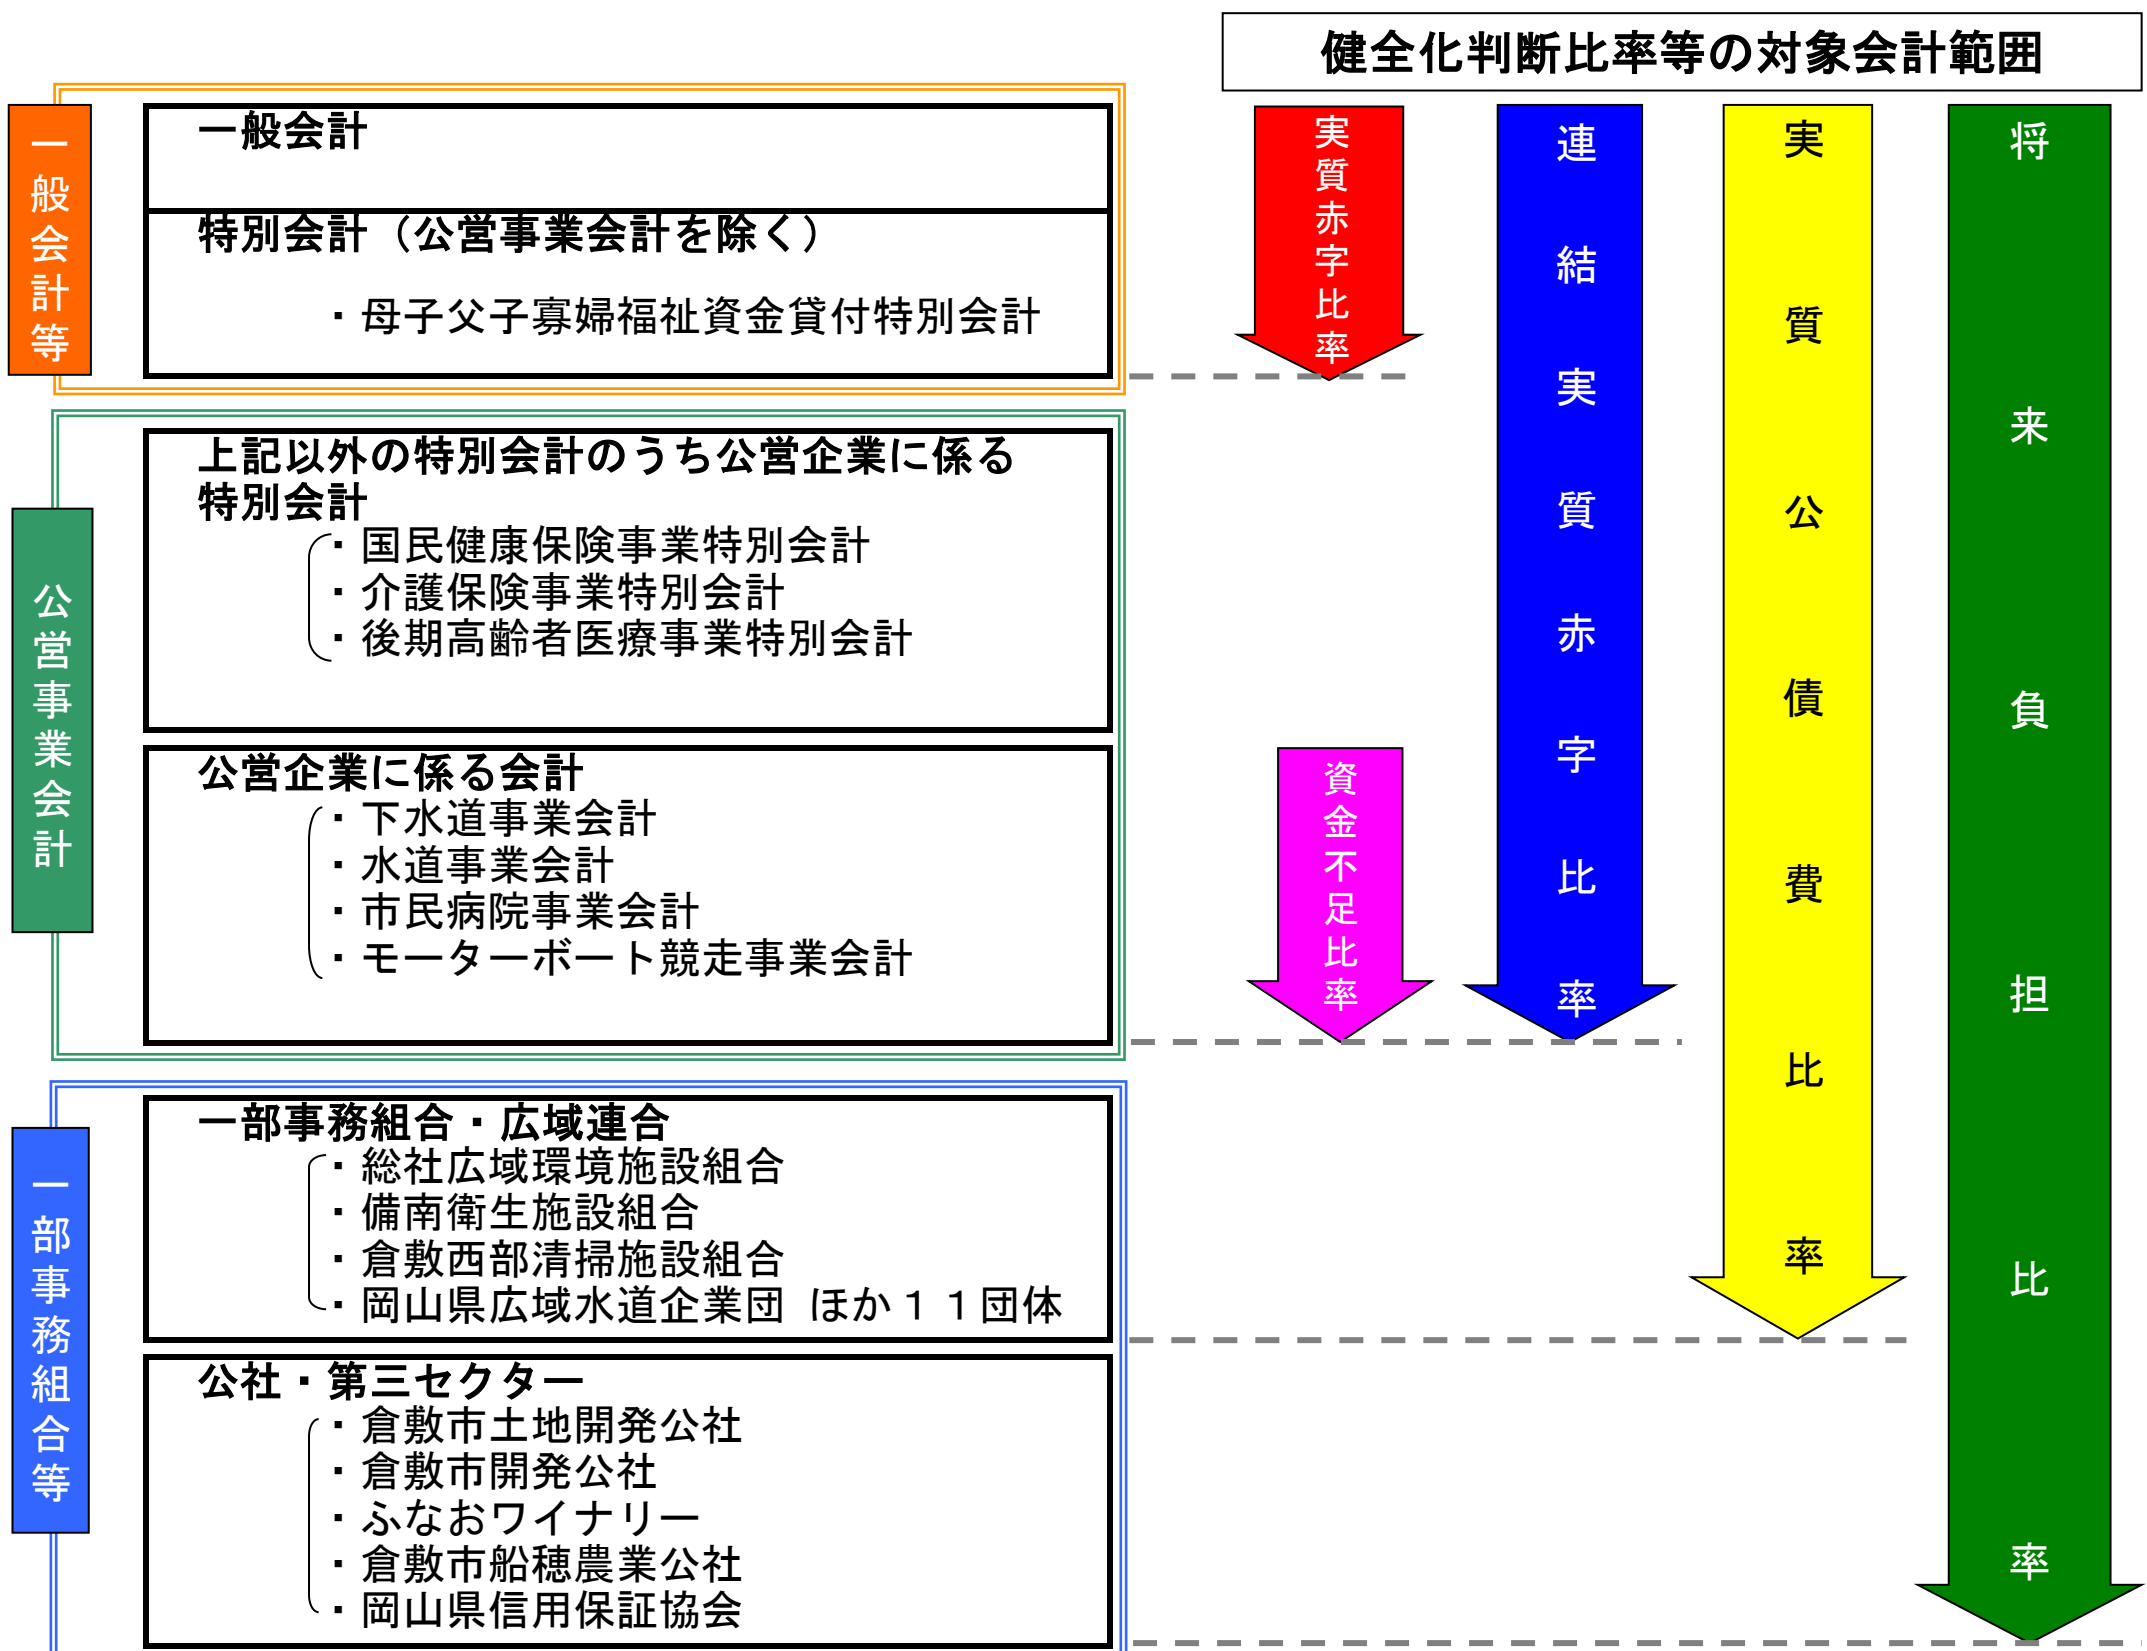 健全化判断比率等の対象会計範囲
一般会計等
一般会計
特別会計（公営事業会計を除く）
・母子父子寡婦福祉資金貸付特別会計
公営事業会計
上記以外の特別会計のうち公営企業に係る
特別会計
・国民健康保険事業特別会計
・介護保険事業特別会計
・後期高齢者医療事業特別会計
公営企業に係る会計
・下水道事業会計
・水道事業会計
・市民病院事業会計
・モーターボート競走事業会計
一部事務組合等
一部事務組合・広域連合
・総社広域環境施設組合
・備南衛生施設組合
・倉敷西部清掃施設組合
・岡山県広域水道企業団 ほか１１団体
公社・第三セクター
・倉敷市土地開発公社
・倉敷市開発公社
・ふなおワイナリー
・倉敷市船穂農業公社
・岡山県信用保証協会
実質赤字比率
資金不足比率
連結実質赤字比率
実質公債費比率
将来負担比率